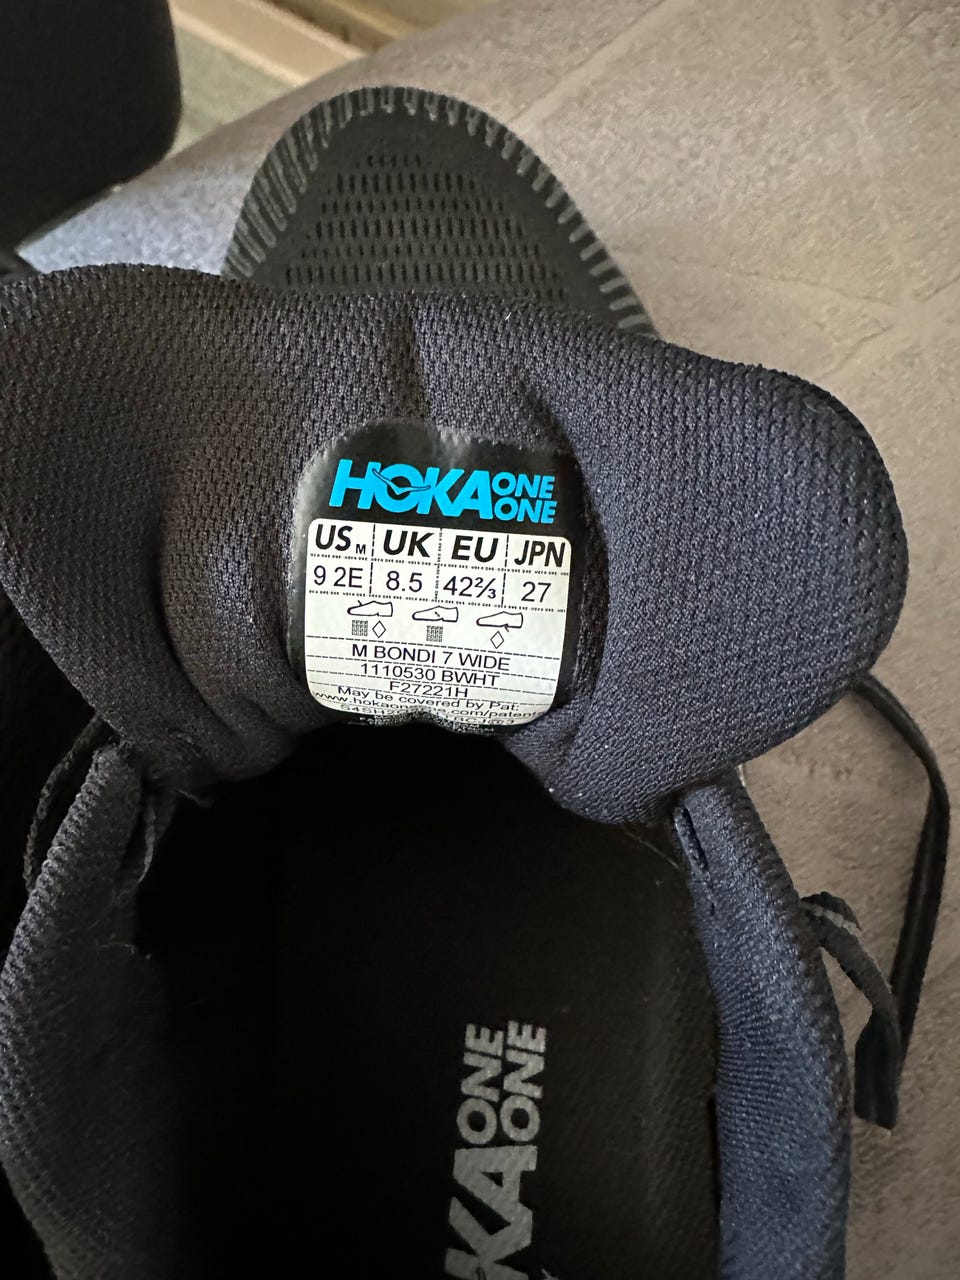 HOKA ONE ONE
US M UK EU JPN
9 2E 8.5 42⅔ 27
M BONDI 7 WIDE
1110530 BWHT
F27221H
May be covered by Pat.
KA ONE ONE